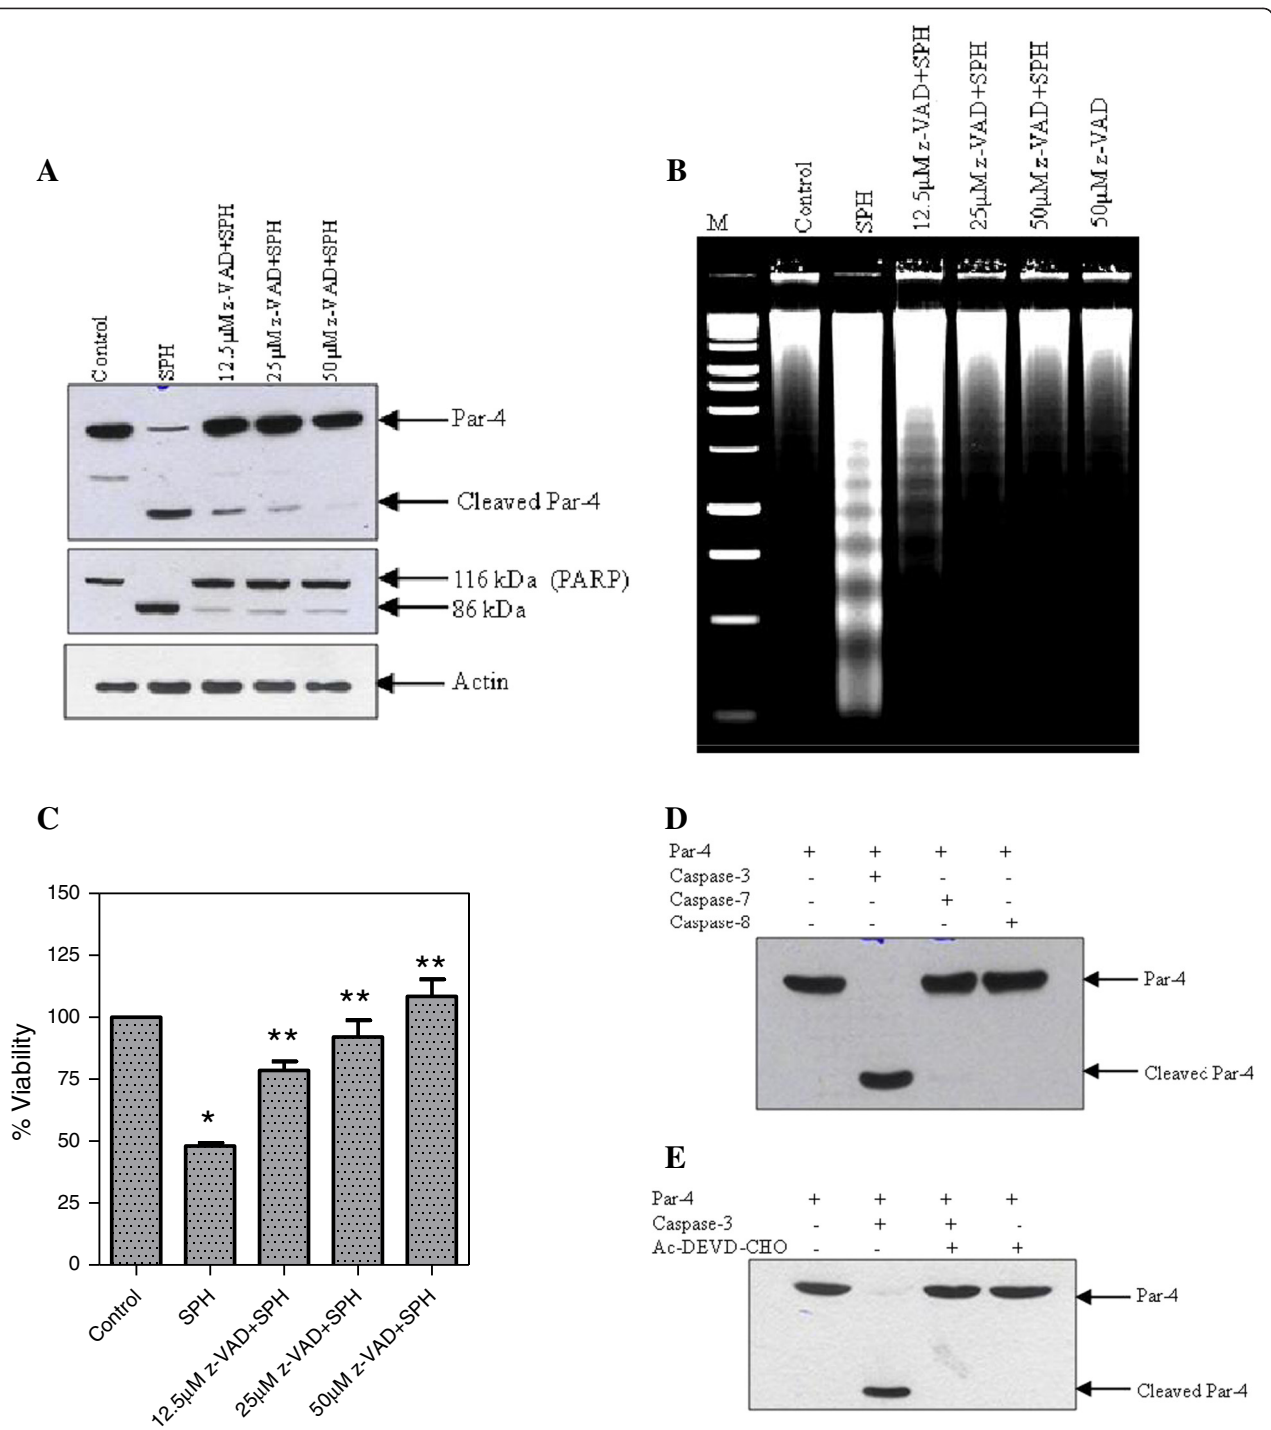 A
Control
SPH
12.5µM z-VAD+SPH
25µM z-VAD+SPH
50µM z-VAD+SPH
Par-4
Cleaved Par-4
116 kDa (PARP)
86 kDa
Actin
B
M
Control
SPH
12.5µM z-VAD+SPH
25µM z-VAD+SPH
50µM z-VAD+SPH
50µM z-VAD
C
% Viability
150
125
100
75
50
25
0
*
**
**
**
Control
SPH
12.5µM z-VAD+SPH
25µM z-VAD+SPH
50µM z-VAD+SPH
D
Par-4 + + + +
Caspase-3 - + - -
Caspase-7 - - + -
Caspase-8 - - - +
Par-4
Cleaved Par-4
E
Par-4 + + + +
Caspase-3 - + + -
Ac-DEVD-CHO - - + +
Par-4
Cleaved Par-4